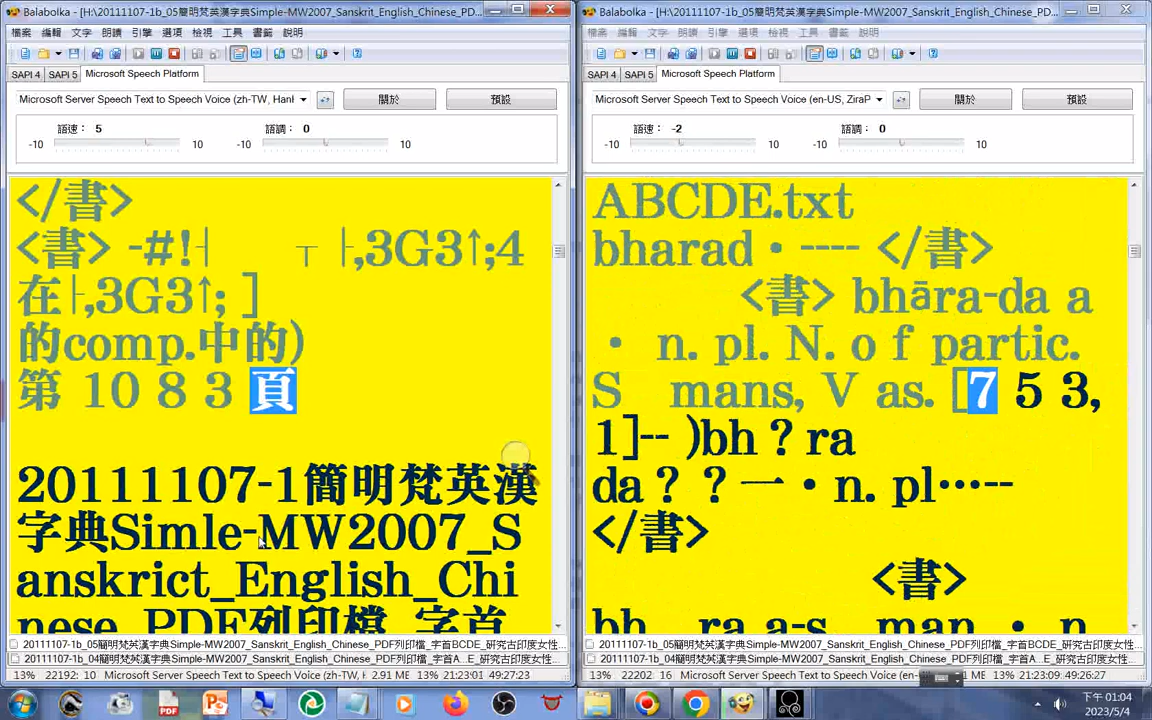 Balabolka - [H:\20111107-1b_05簡明梵英漢字典Simple-MW2007_Sanskrit_English_Chinese_PD...
檔案 編輯 文字 朗讀 引擎 選項 檢視 工具 書籤 說明
SAPI 4 SAPI 5 Microsoft Speech Platform
Microsoft Server Speech Text to Speech Voice (zh-TW, HanI
關於
預設
語速： 5 語調： 0
-10 10 -10 10
</書>
<書> -#!┤ ┬ ├,3G3↑;4
在├,3G3↑; ]
的comp.中的)
第 10 8 3 頁
20111107-1簡明梵英漢
字典Simle-MW2007_S
anskrict_English_Chi
nese_PDF列印檔_字首
20111107-1b_05簡明梵英漢字典Simple-MW2007_Sanskrit_English_Chinese_PDF列印檔_字首BCDE_研究古印度女性...
20111107-1b_04簡明梵英漢字典Simple-MW2007_Sanskrit_English_Chinese_PDF列印檔_字首A...E_研究古印度女性...
13% 22192: 10 Microsoft Server Speech Text to Speech Voice (zh-TW, 2.91 ME 13% 21:23:01 49:27:23
Balabolka - [H:\20111107-1b_05簡明梵英漢字典Simple-MW2007_Sanskrit_English_Chinese_PD...
檔案 編輯 文字 朗讀 引擎 選項 檢視 工具 書籤 說明
SAPI 4 SAPI 5 Microsoft Speech Platform
Microsoft Server Speech Text to Speech Voice (en-US, ZiraP
關於
預設
語速： -2 語調： 0
-10 10 -10 10
ABCDE.txt
bharad • ---- </書>
<書> bhāra-da a
• n. pl. N. o f partic.
S mans, V as. [7 5 3,
1]-- )bh ? ra
da ? ? 一 • n. pl…--
</書>
<書>
bh ra a-s man • n
20111107-1b_05簡明梵英漢字典Simple-MW2007_Sanskrit_English_Chinese_PDF列印檔_字首BCDE_研究古印度女性...
20111107-1b_04簡明梵英漢字典Simple-MW2007_Sanskrit_English_Chinese_PDF列印檔_字首A...E_研究古印度女性...
13% 22202: 16 Microsoft Server Speech Text to Speech Voice (en-US, 2.91 ME 13% 21:23:09 49:26:27
下午 01:04
2023/5/4